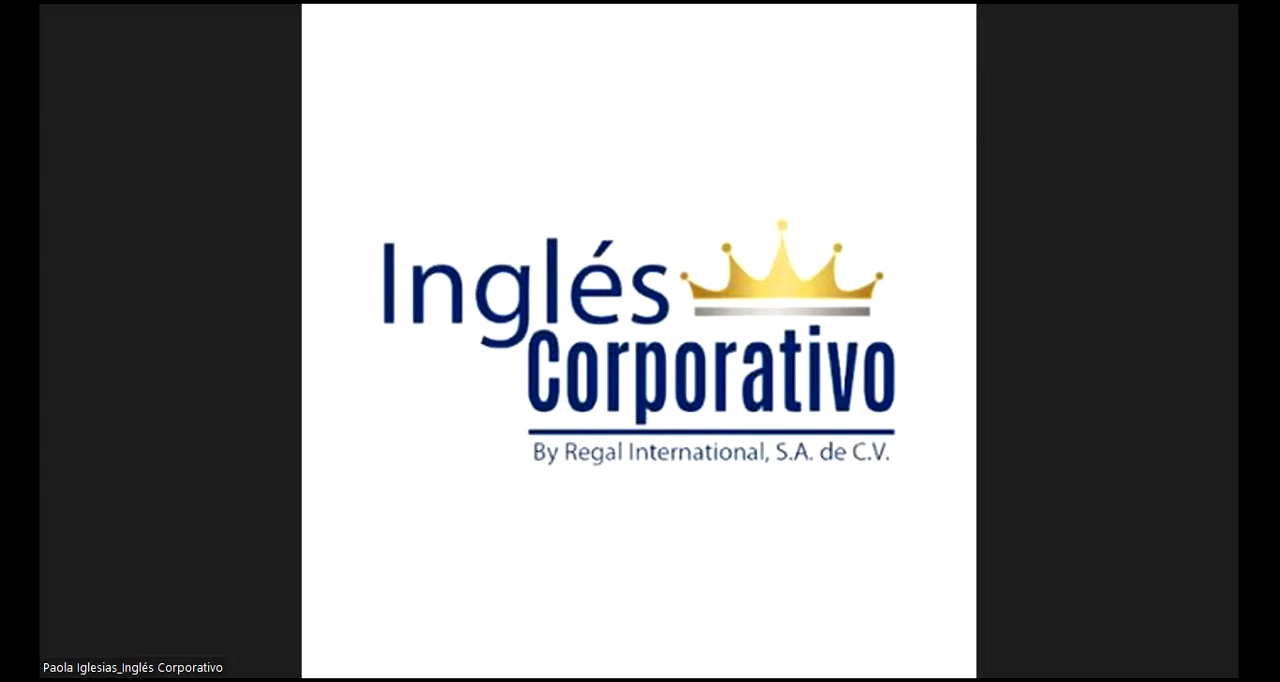 Inglés
Corporativo
By Regal International, S.A. de C.V.
Paola Iglesias_Inglés Corporativo